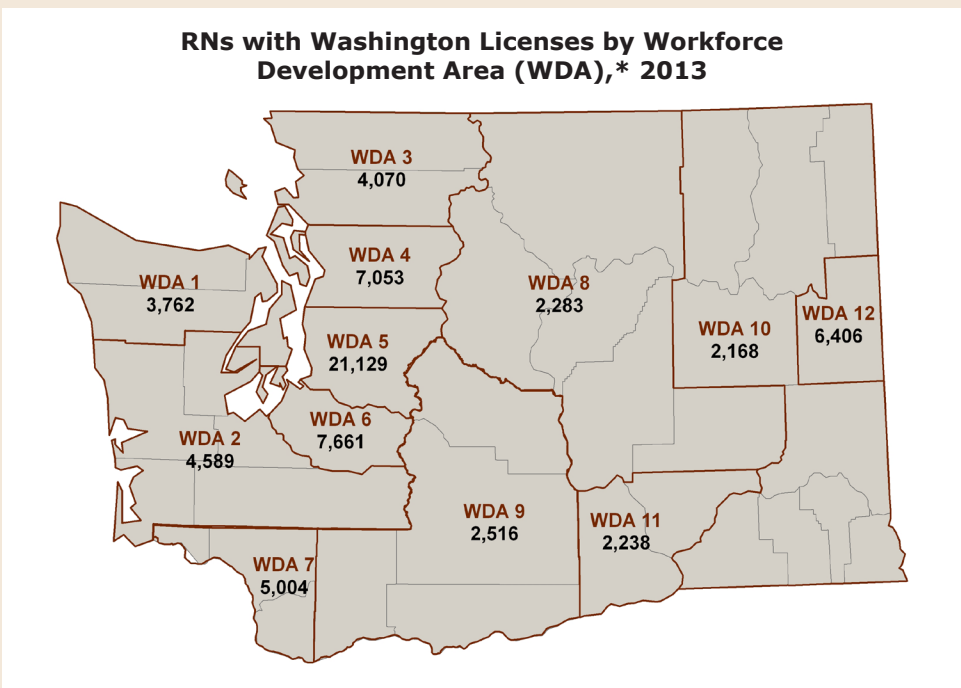 RNs with Washington Licenses by Workforce
Development Area (WDA),* 2013
WDA 3
4,070
WDA 4
7,053
WDA 1
3,762
WDA 8
2,283
WDA 12
6,406
WDA 10
2,168
WDA 5
21,129
WDA 6
7,661
WDA 2
4,589
WDA 9
2,516
WDA 11
2,238
WDA 7
5,004